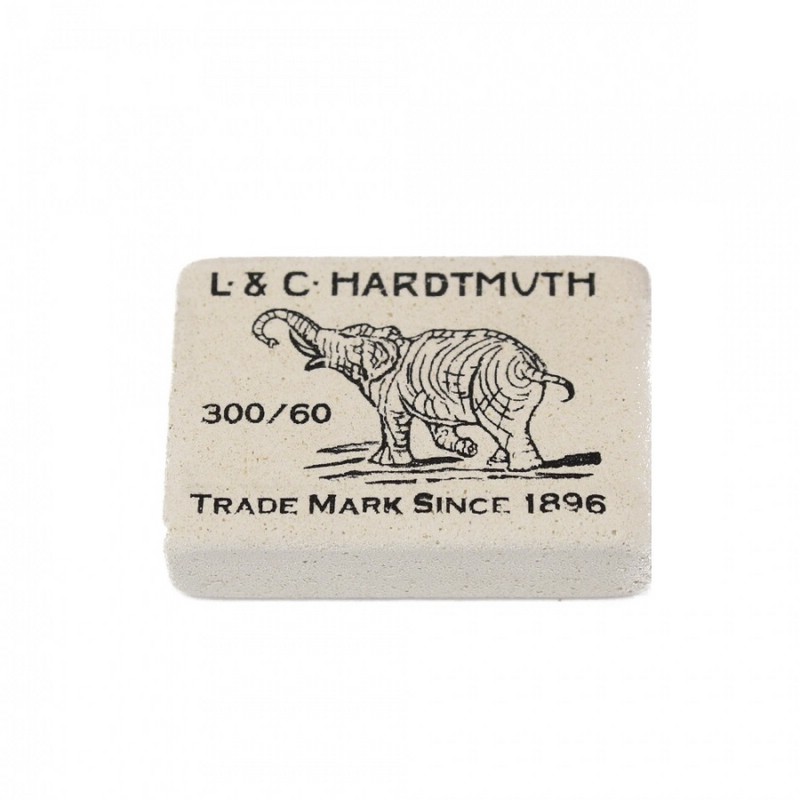 L. & C. HARDTMUTH
300/60
TRADE MARK SINCE 1896